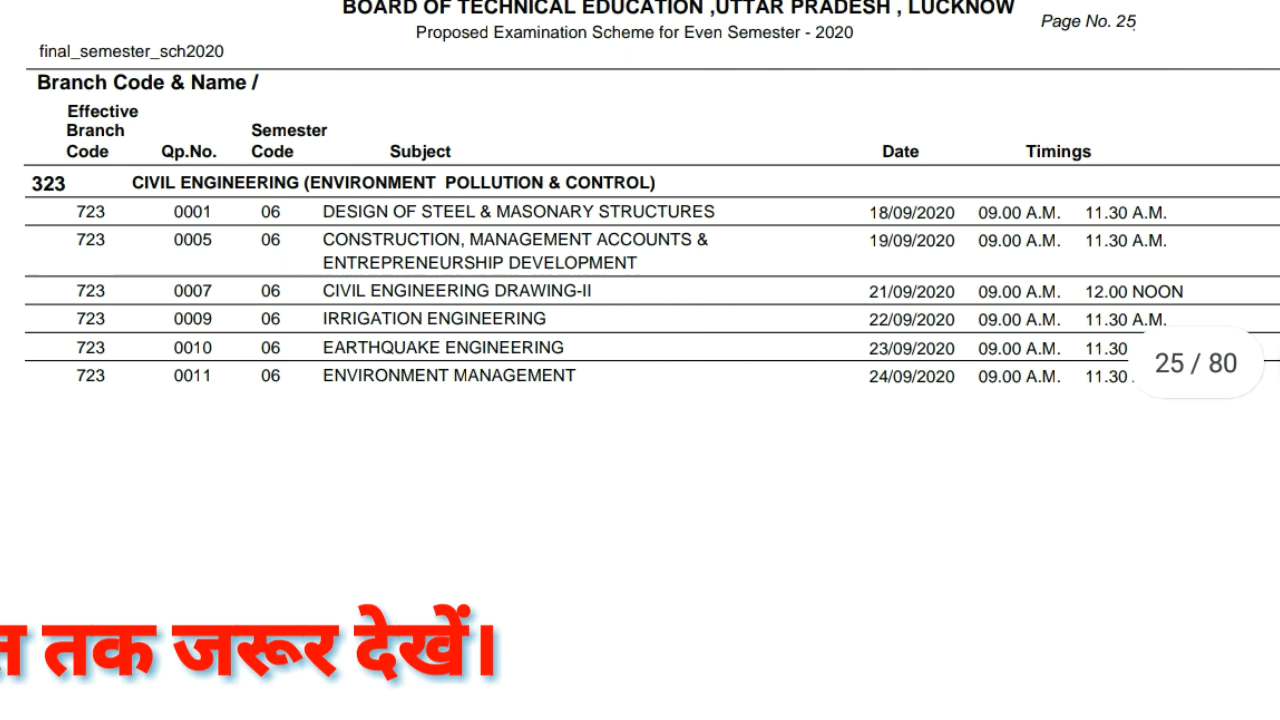 BOARD OF TECHNICAL EDUCATION ,UTTAR PRADESH , LUCKNOW
Page No. 25
Proposed Examination Scheme for Even Semester - 2020
final_semester_sch2020
Branch Code & Name /
Effective Branch Code Qp.No. Semester Code Subject Date Timings
323 CIVIL ENGINEERING (ENVIRONMENT POLLUTION & CONTROL)
723 0001 06 DESIGN OF STEEL & MASONARY STRUCTURES 18/09/2020 09.00 A.M. 11.30 A.M.
723 0005 06 CONSTRUCTION, MANAGEMENT ACCOUNTS & 19/09/2020 09.00 A.M. 11.30 A.M.
ENTREPRENEURSHIP DEVELOPMENT
723 0007 06 CIVIL ENGINEERING DRAWING-II 21/09/2020 09.00 A.M. 12.00 NOON
723 0009 06 IRRIGATION ENGINEERING 22/09/2020 09.00 A.M. 11.30 A.M.
723 0010 06 EARTHQUAKE ENGINEERING 23/09/2020 09.00 A.M. 11.30
25 / 80
723 0011 06 ENVIRONMENT MANAGEMENT 24/09/2020 09.00 A.M. 11.30
तक जरूर देखें।